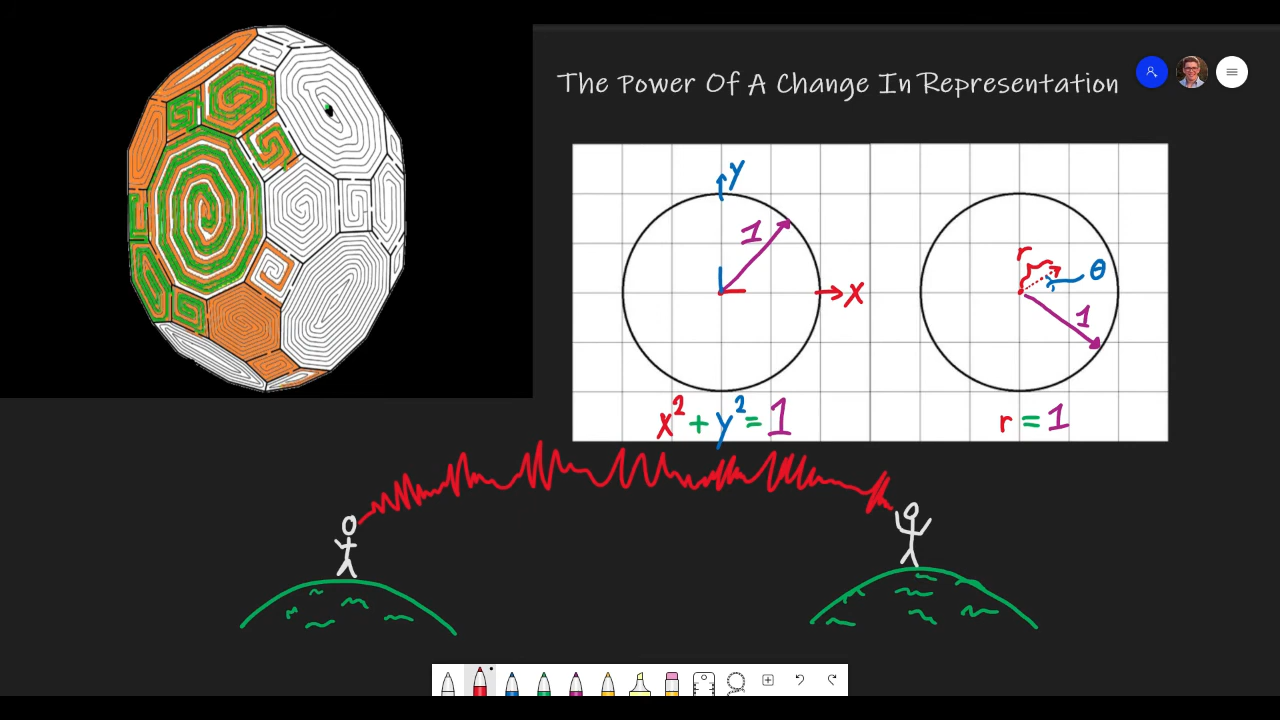 The Power Of A Change In Representation
y
1
x
r
θ
1
x² + y² = 1
r = 1